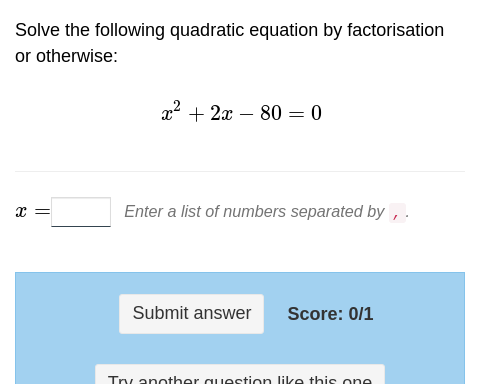 Solve the following quadratic equation by factorisation
or otherwise:
x² + 2x − 80 = 0
x = Enter a list of numbers separated by , .
Submit answer Score: 0/1
Try another question like this one